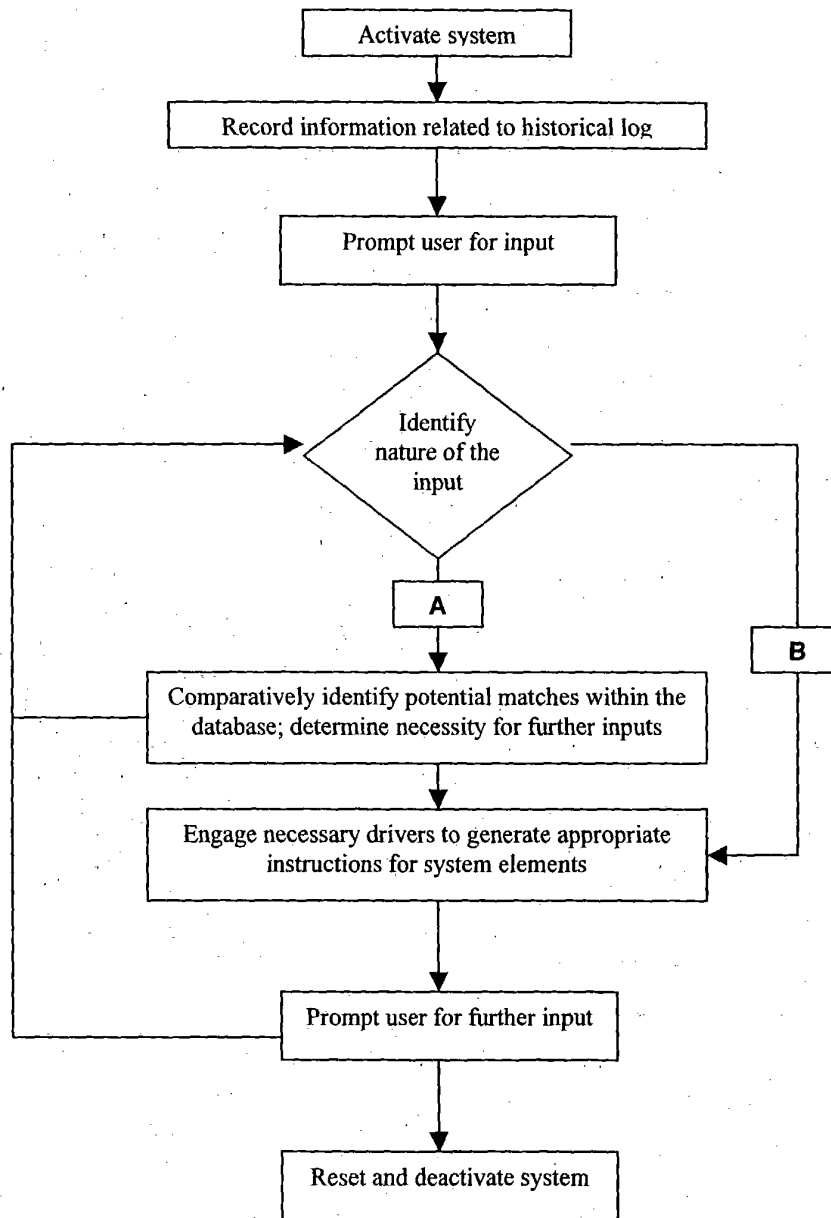 Activate system
Record information related to historical log
Prompt user for input
Identify
nature of the
input
A
B
Comparatively identify potential matches within the
database; determine necessity for further inputs
Engage necessary drivers to generate appropriate
instructions for system elements
Prompt user for further input
Reset and deactivate system